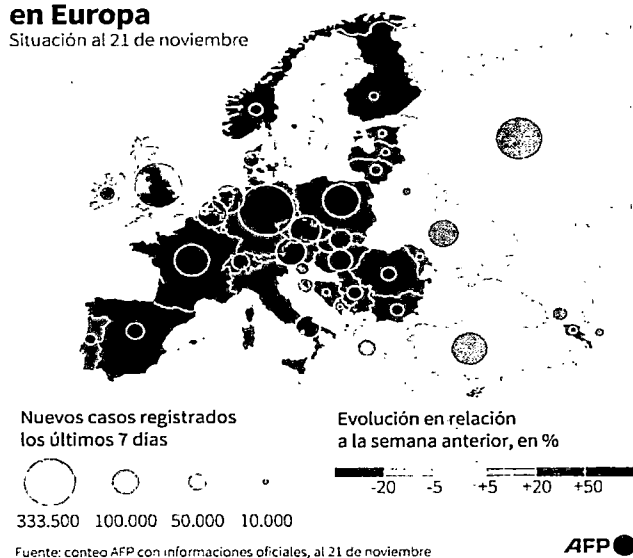 en Europa
Situación al 21 de noviembre
Nuevos casos registrados
los últimos 7 días
333.500 100.000 50.000 10.000
Evolución en relación
a la semana anterior, en %
-20 -5 +5 +20 +50
Fuente: conteo AFP con informaciones oficiales, al 21 de noviembre
AFP